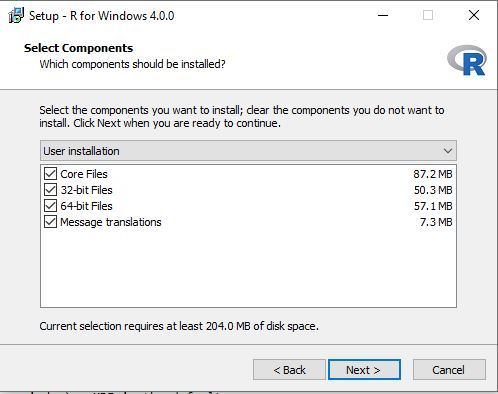 Setup - R for Windows 4.0.0
Select Components
Which components should be installed?
R
Select the components you want to install; clear the components you do not want to
install. Click Next when you are ready to continue.
User installation
Core Files 87.2 MB
32-bit Files 50.3 MB
64-bit Files 57.1 MB
Message translations 7.3 MB
Current selection requires at least 204.0 MB of disk space.
< Back Next > Cancel